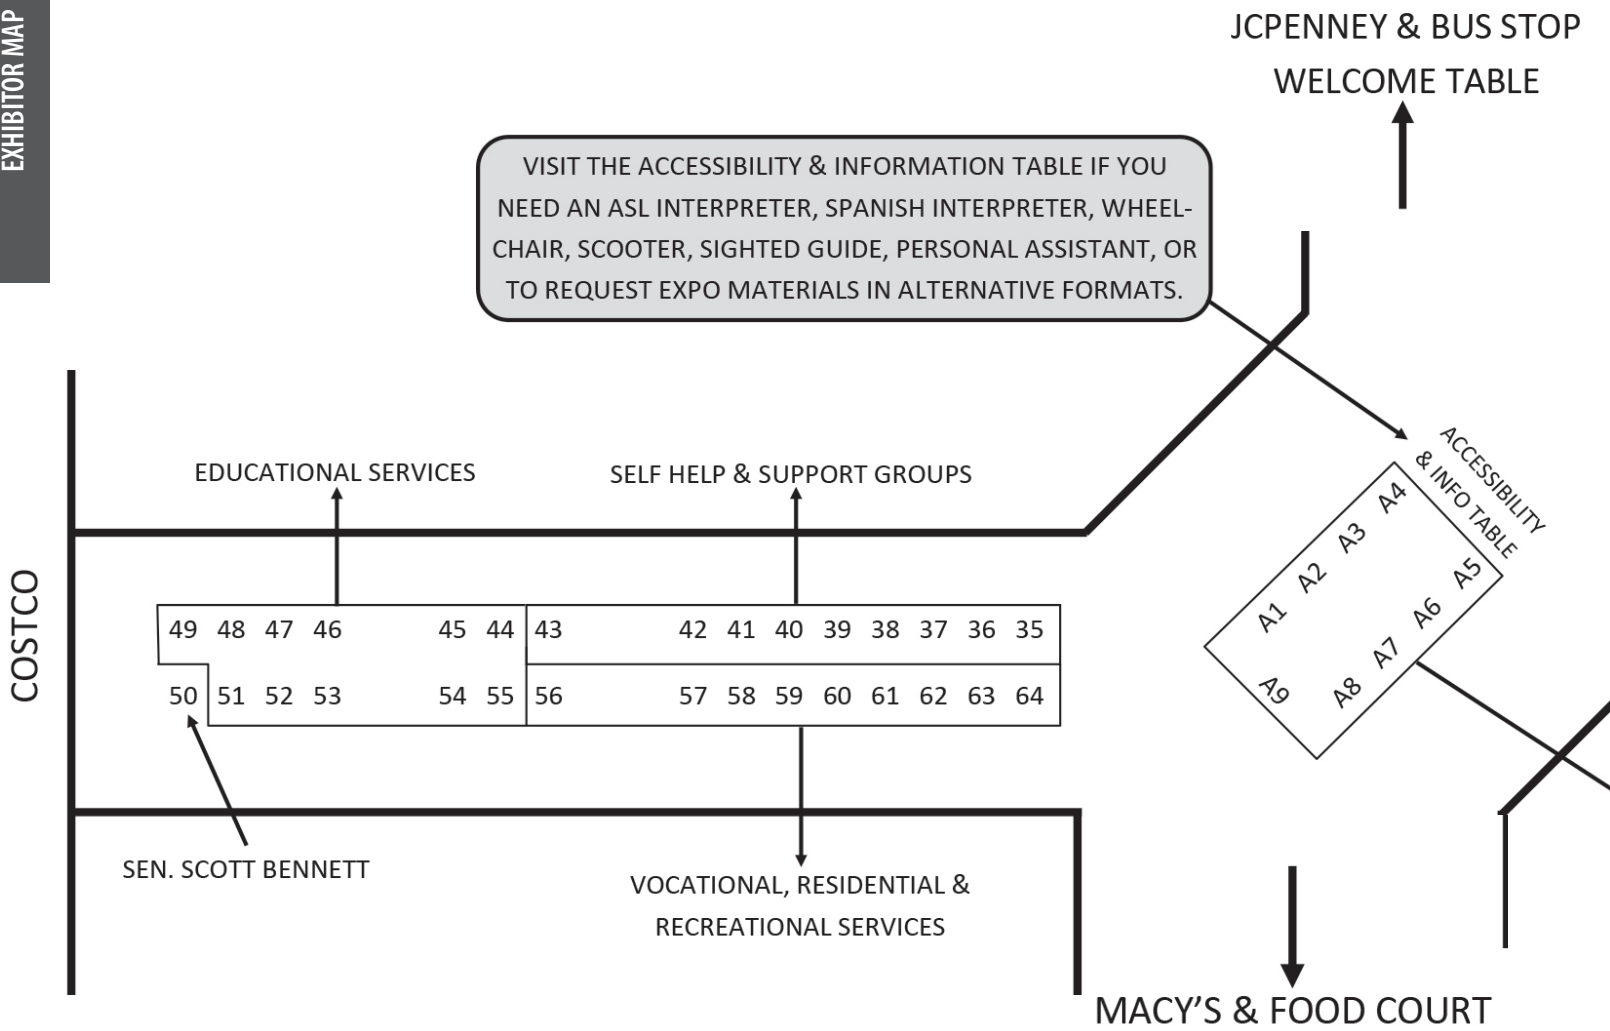 EXHIBITOR MAP
JCPENNEY & BUS STOP
WELCOME TABLE
VISIT THE ACCESSIBILITY & INFORMATION TABLE IF YOU
NEED AN ASL INTERPRETER, SPANISH INTERPRETER, WHEEL-
CHAIR, SCOOTER, SIGHTED GUIDE, PERSONAL ASSISTANT, OR
TO REQUEST EXPO MATERIALS IN ALTERNATIVE FORMATS.
ACCESSIBILITY
& INFO TABLE
EDUCATIONAL SERVICES
SELF HELP & SUPPORT GROUPS
COSTCO
49 48 47 46 45 44 43 42 41 40 39 38 37 36 35
50 51 52 53 54 55 56 57 58 59 60 61 62 63 64
A1 A2 A3 A4
A9 A8 A7 A6 A5
SEN. SCOTT BENNETT
VOCATIONAL, RESIDENTIAL &
RECREATIONAL SERVICES
MACY'S & FOOD COURT